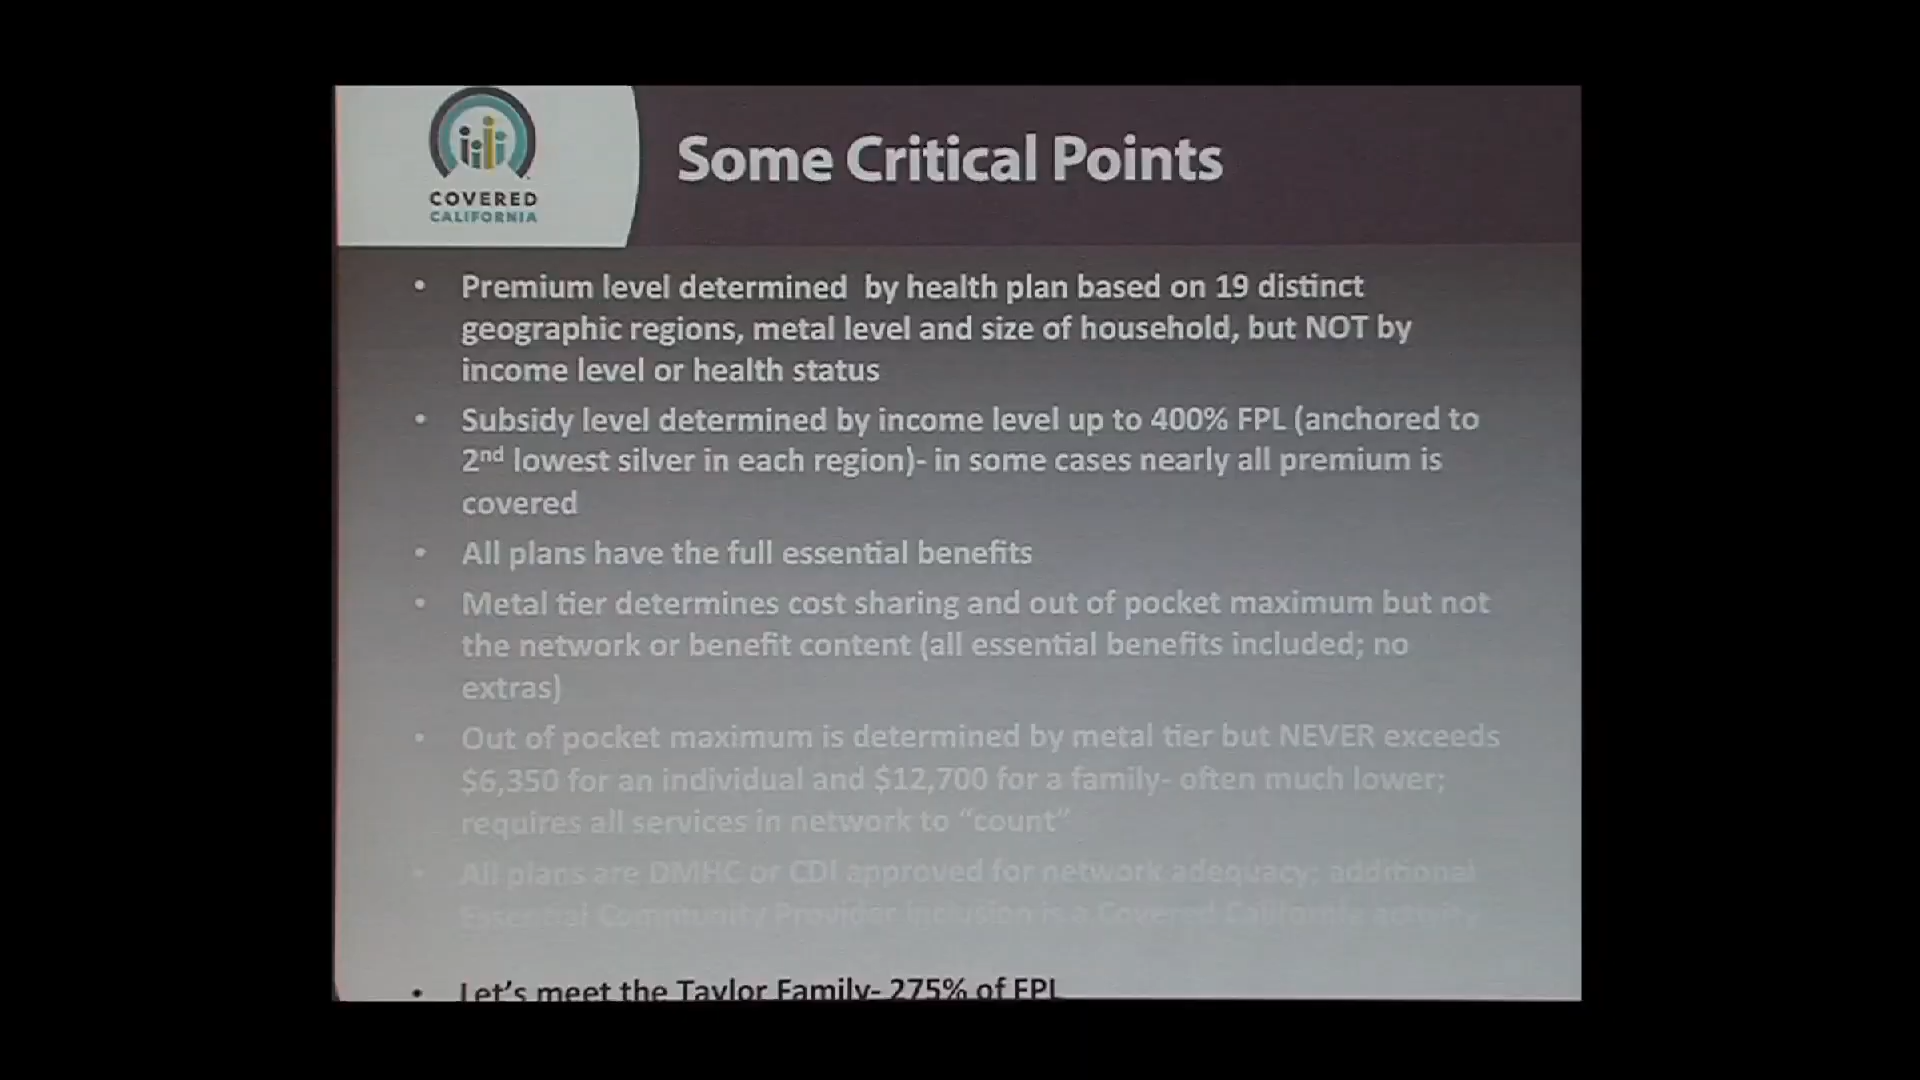 COVERED
CALIFORNIA
Some Critical Points
• Premium level determined by health plan based on 19 distinct
geographic regions, metal level and size of household, but NOT by
income level or health status
• Subsidy level determined by income level up to 400% FPL (anchored to
2nd lowest silver in each region)- in some cases nearly all premium is
covered
• All plans have the full essential benefits
• Metal tier determines cost sharing and out of pocket maximum but not
the network or benefit content (all essential benefits included; no
extras)
• Out of pocket maximum is determined by metal tier but NEVER exceeds
$6,350 for an individual and $12,700 for a family- often much lower;
requires all services in network to “count”
• All plans are DMHC or CDI approved for network adequacy; additional
Essential Community Provider inclusion is a Covered California activity
• Let’s meet the Taylor Family- 275% of FPL